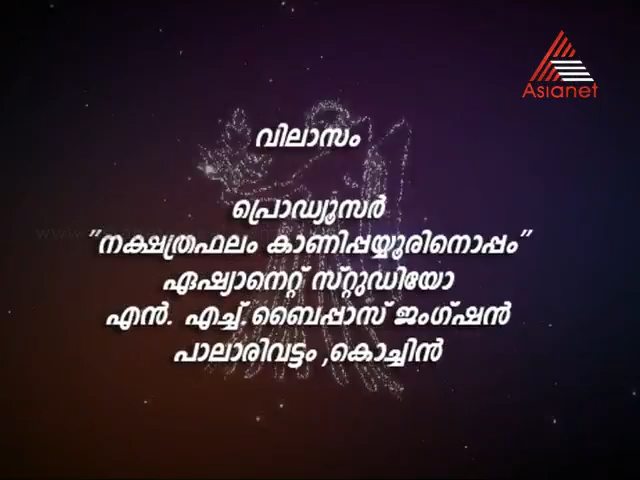 Asianet
വിലാസം
പ്രൊഡ്യൂസർ
"നക്ഷത്രഫലം കാണിപ്പയ്യൂരിനൊപ്പം"
ഏഷ്യാനെറ്റ് സ്റ്റുഡിയോ
എൻ. എച്ച്.ബൈപ്പാസ് ജംഗ്ഷൻ
പാലാരിവട്ടം ,കൊച്ചിൻ